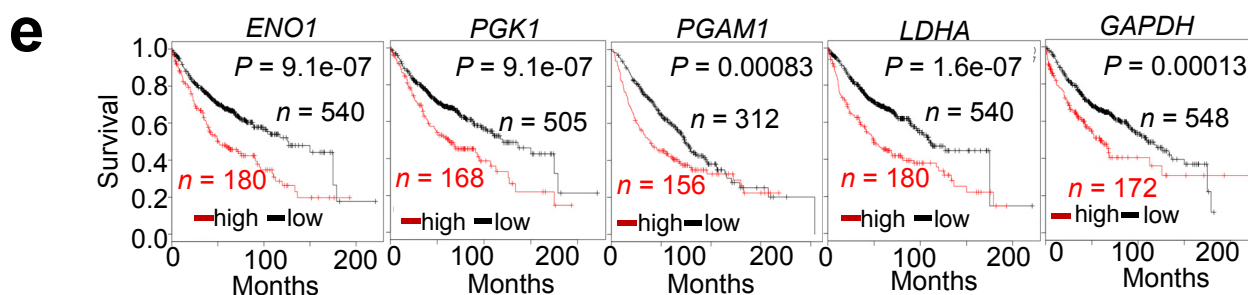 e
ENO1
PGK1
PGAM1
LDHA
GAPDH
Survival
1.0
0.8
0.6
0.4
0.2
0.0
P = 9.1e-07
n = 540
n = 180
high low
0 100 200
Months
P = 9.1e-07
n = 505
n = 168
high low
0 100 200
Months
P = 0.00083
n = 312
n = 156
high low
0 100 200
Months
P = 1.6e-07
n = 540
n = 180
high low
0 100 200
Months
P = 0.00013
n = 548
n = 172
high low
0 100 200
Months